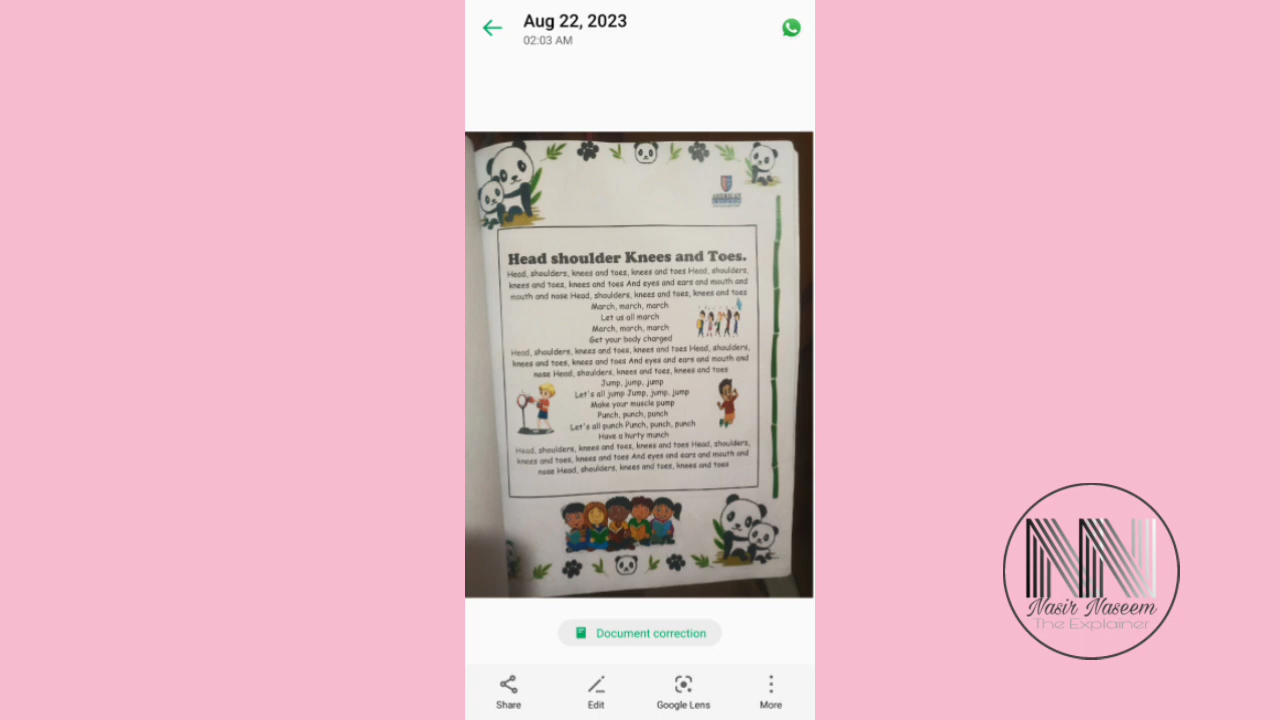 Aug 22, 2023
02:03 AM
Head shoulder Knees and Toes.
Head, shoulders, knees and toes, knees and toes Head, shoulders,
knees and toes, knees and toes And eyes and ears and mouth and
mouth and nose Head, shoulders, knees and toes, knees and toes
March, march, march
Let us all march
March, march, march
Get your body charged
Head, shoulders, knees and toes, knees and toes Head, shoulders,
knees and toes, knees and toes And eyes and ears and mouth and
nose Head, shoulders, knees and toes, knees and toes
Jump, jump, jump
Let's all jump Jump, jump, jump
Make your muscle pump
Punch, punch, punch
Let's all punch Punch, punch, punch
Have a hurty munch
Head, shoulders, knees and toes, knees and toes Head, shoulders,
knees and toes, knees and toes And eyes and ears and mouth and
nose Head, shoulders, knees and toes, knees and toes
Document correction
Share Edit Google Lens More
NN
Nasir Naseem
The Explainer